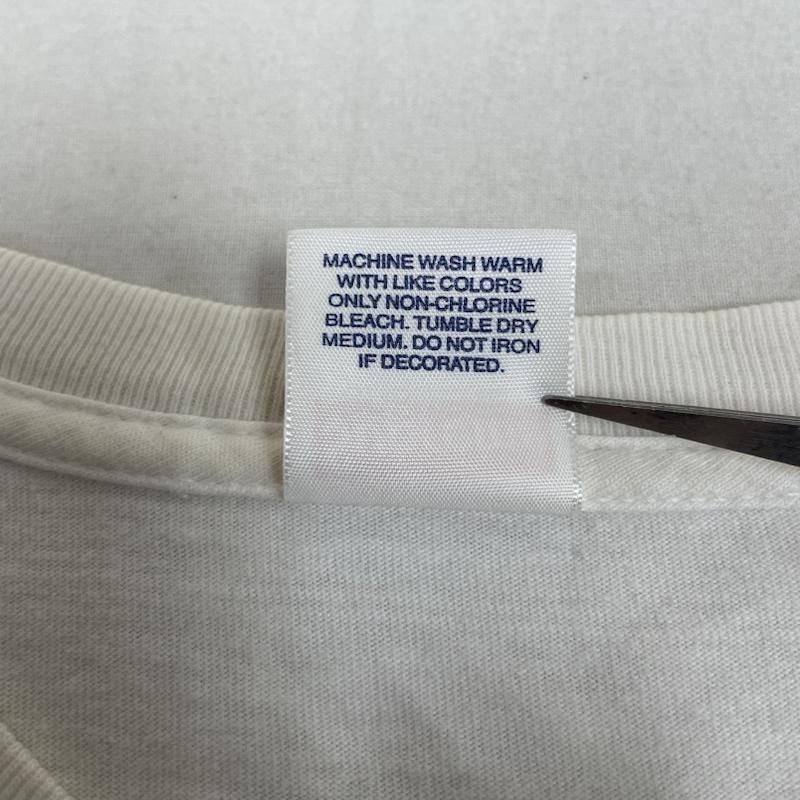 MACHINE WASH WARM
WITH LIKE COLORS
ONLY NON-CHLORINE
BLEACH. TUMBLE DRY
MEDIUM. DO NOT IRON
IF DECORATED.